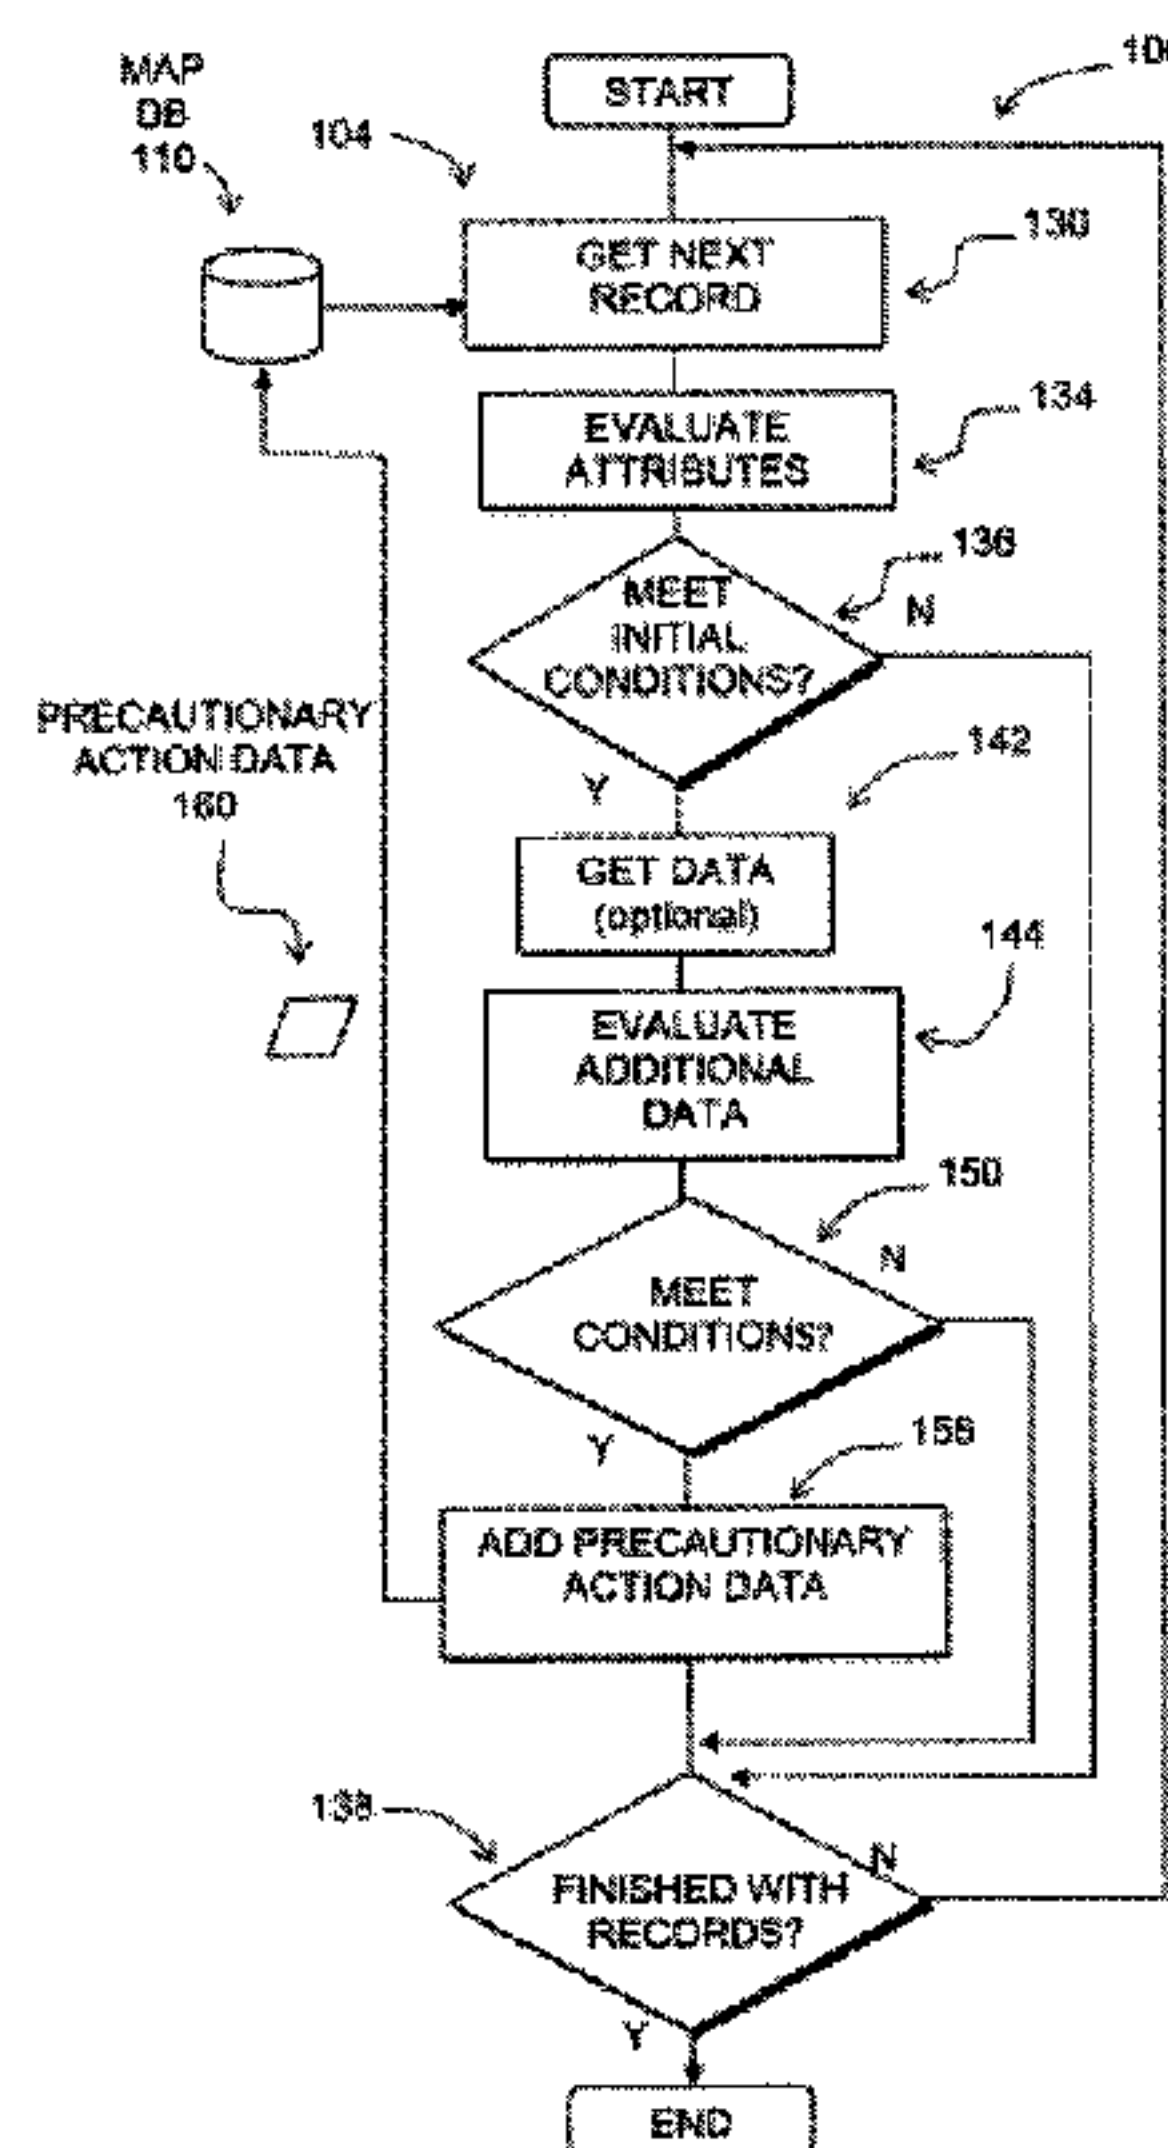 MAP
DB
110
104
START
GET NEXT
RECORD
130
EVALUATE
ATTRIBUTES
134
136
MEET
INITIAL
CONDITIONS?
N
Y
PRECAUTIONARY
ACTION DATA
160
142
GET DATA
(optional)
144
EVALUATE
ADDITIONAL
DATA
150
MEET
CONDITIONS?
N
Y
ADD PRECAUTIONARY
ACTION DATA
138
FINISHED WITH
RECORDS?
N
Y
END